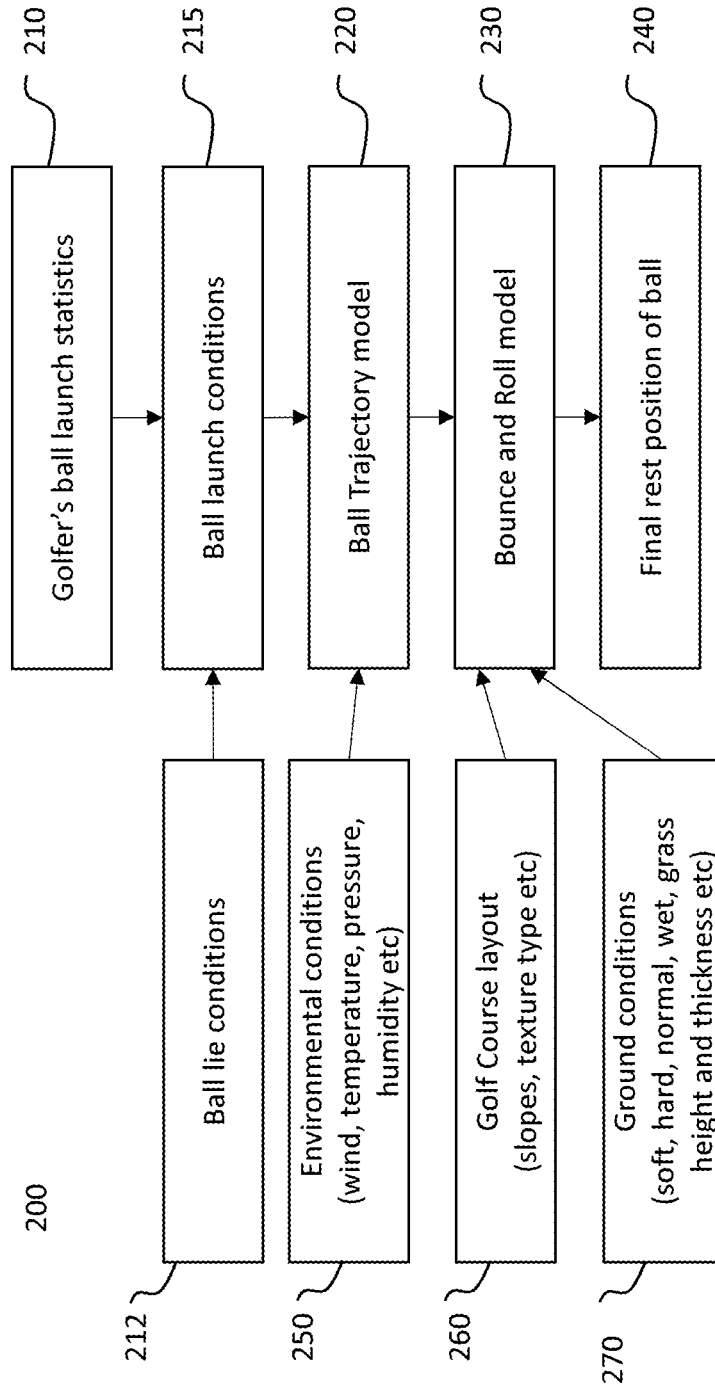 200
Golfer's ball launch statistics
210
212
Ball lie conditions
Ball launch conditions
215
250
Environmental conditions
(wind, temperature, pressure,
humidity etc)
Ball Trajectory model
220
260
Golf Course layout
(slopes, texture type etc)
Bounce and Roll model
230
270
Ground conditions
(soft, hard, normal, wet, grass
height and thickness etc)
Final rest position of ball
240